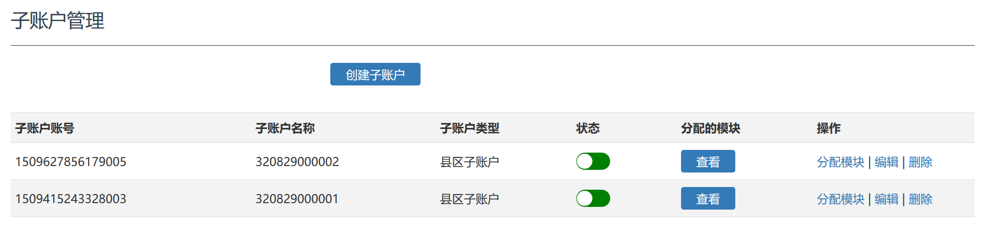 子账户管理
创建子账户
子账户账号 子账户名称 子账户类型 状态 分配的模块 操作
1509627856179005 320829000002 县区子账户 查看 分配模块 | 编辑 | 删除
1509415243328003 320829000001 县区子账户 查看 分配模块 | 编辑 | 删除